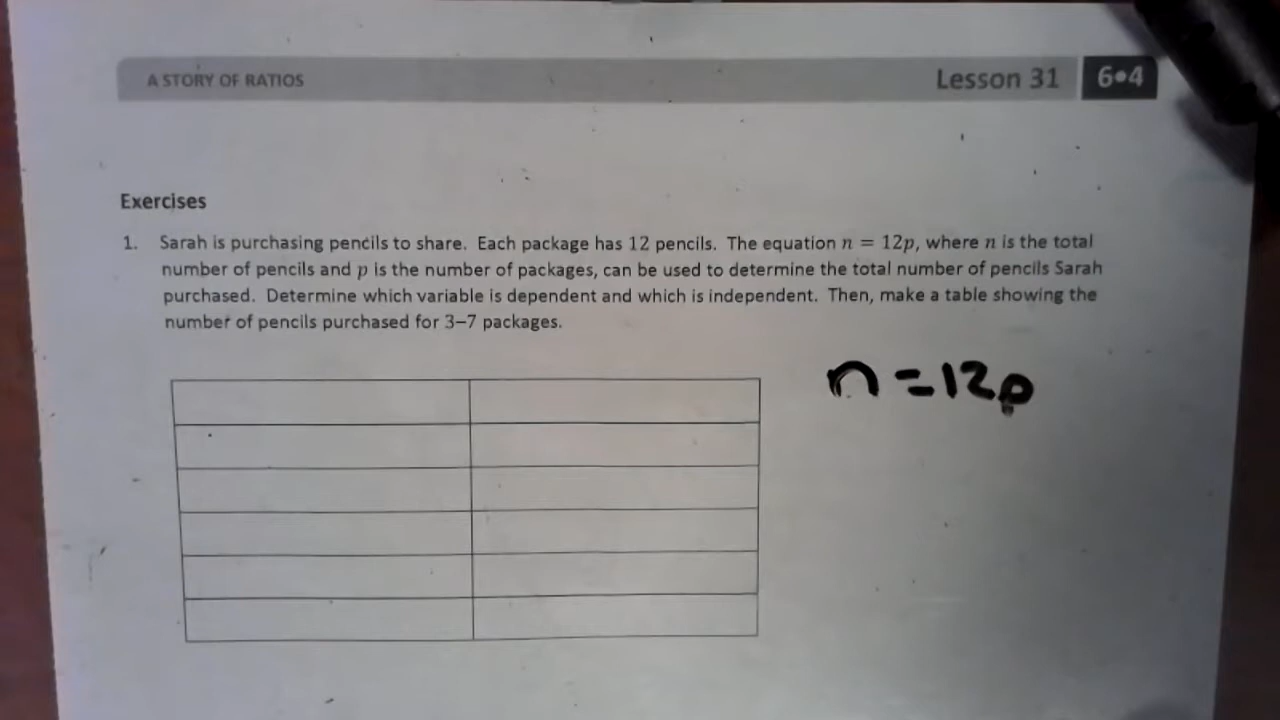 A STORY OF RATIOS
Lesson 31
6•4
Exercises
1. Sarah is purchasing pencils to share. Each package has 12 pencils. The equation n = 12p, where n is the total
number of pencils and p is the number of packages, can be used to determine the total number of pencils Sarah
purchased. Determine which variable is dependent and which is independent. Then, make a table showing the
number of pencils purchased for 3–7 packages.
n = 12p